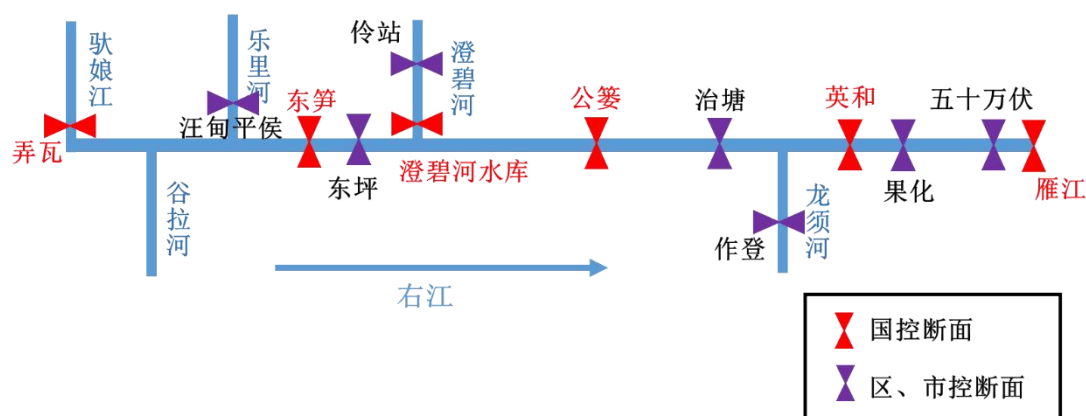 伶站
驮娘江
乐里河
澄碧河
东笋
公篓
治塘
英和
五十万伏
汪甸平侯
弄瓦
东坪
澄碧河水库
果化
雁江
谷拉河
龙须河
作登
右江
国控断面
区、市控断面